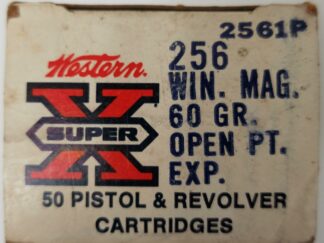 2561P
Western
SUPER X
256
WIN. MAG.
60 GR.
OPEN PT.
EXP.
50 PISTOL & REVOLVER
CARTRIDGES